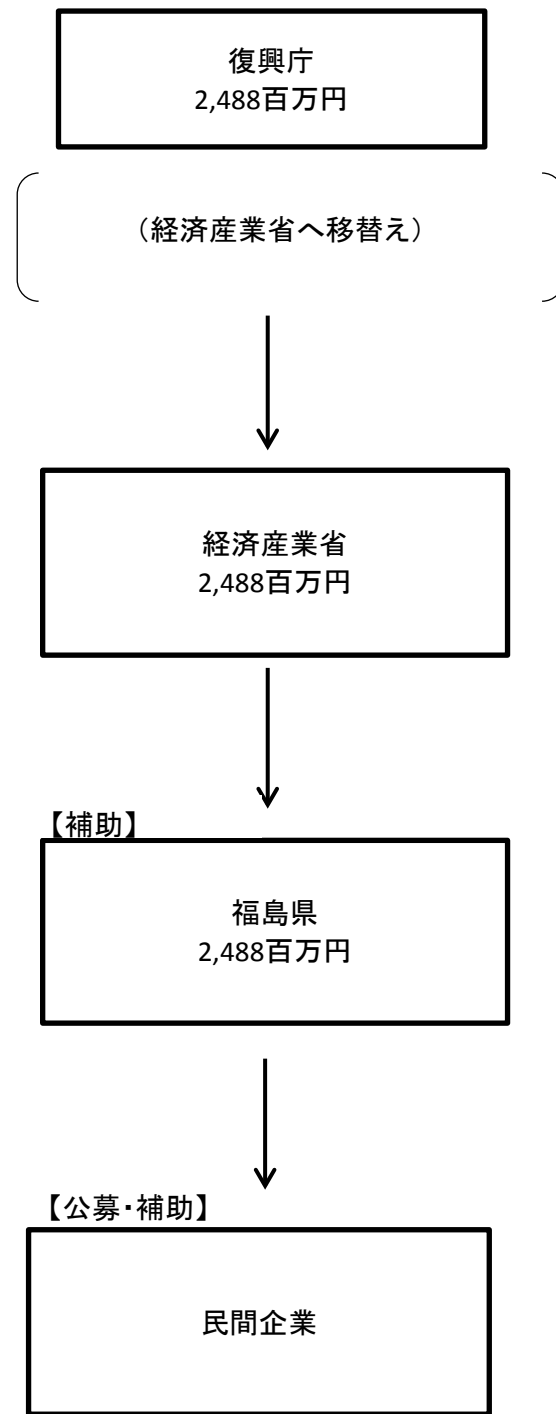 復興庁
2,488百万円
（経済産業省へ移替え）
経済産業省
2,488百万円
【補助】
福島県
2,488百万円
【公募・補助】
民間企業